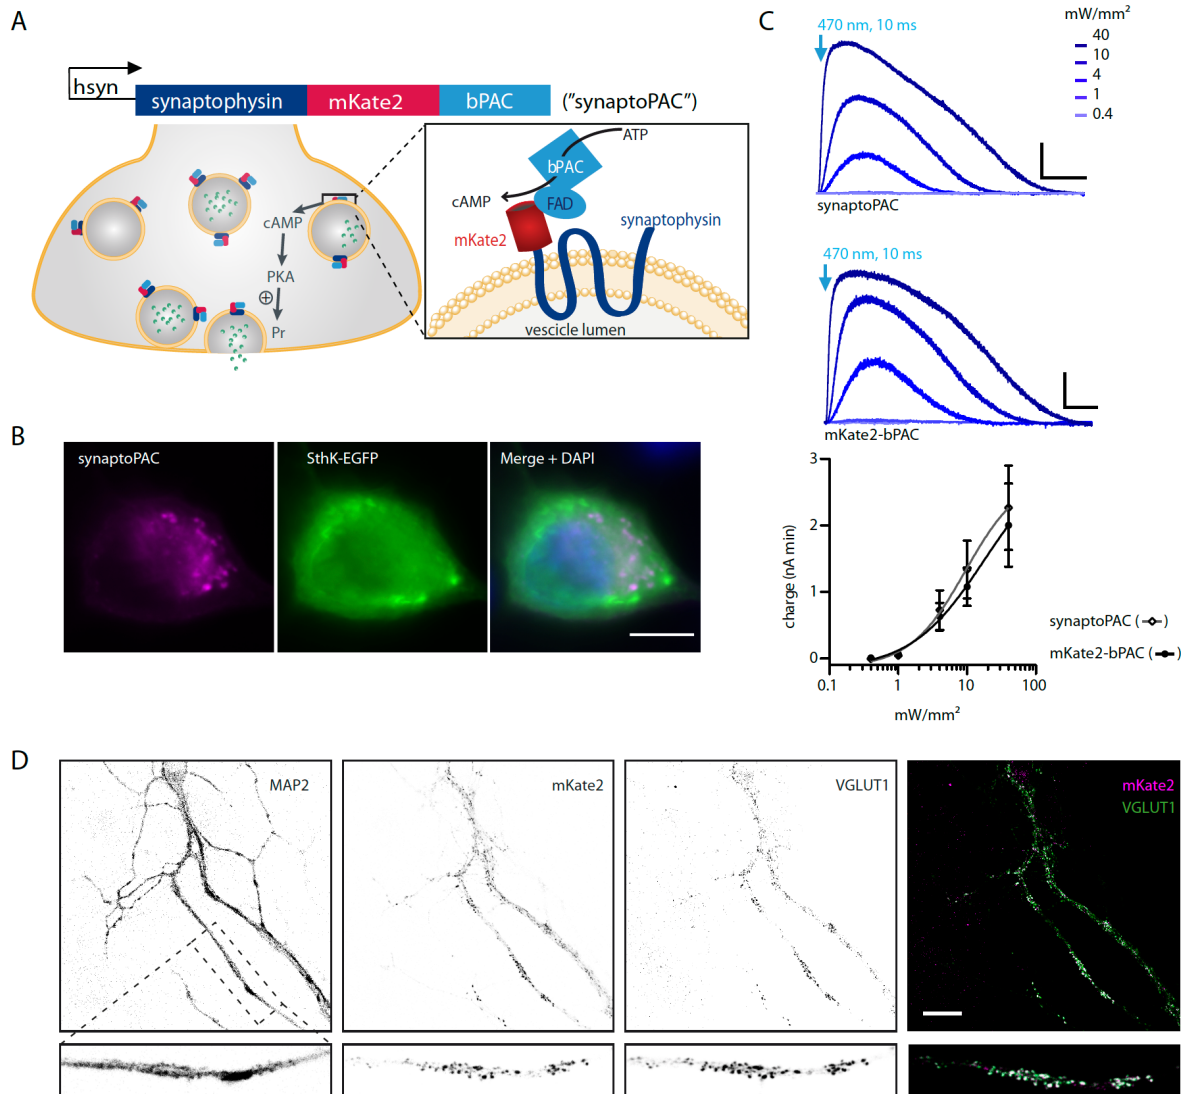 A
hsyn
synaptophysin mKate2 bPAC ("synaptoPAC")
cAMP
PKA
⊕
Pr
ATP
bPAC
cAMP
FAD
mKate2
synaptophysin
vescicle lumen
B
synaptoPAC
SthK-EGFP
Merge + DAPI
C
470 nm, 10 ms
mW/mm²
40
10
4
1
0.4
synaptoPAC
470 nm, 10 ms
mKate2-bPAC
3
2
1
0
charge (nA min)
0.1 1 10 100
mW/mm²
synaptoPAC ( )
mKate2-bPAC ( )
D
MAP2
mKate2
VGLUT1
mKate2
VGLUT1